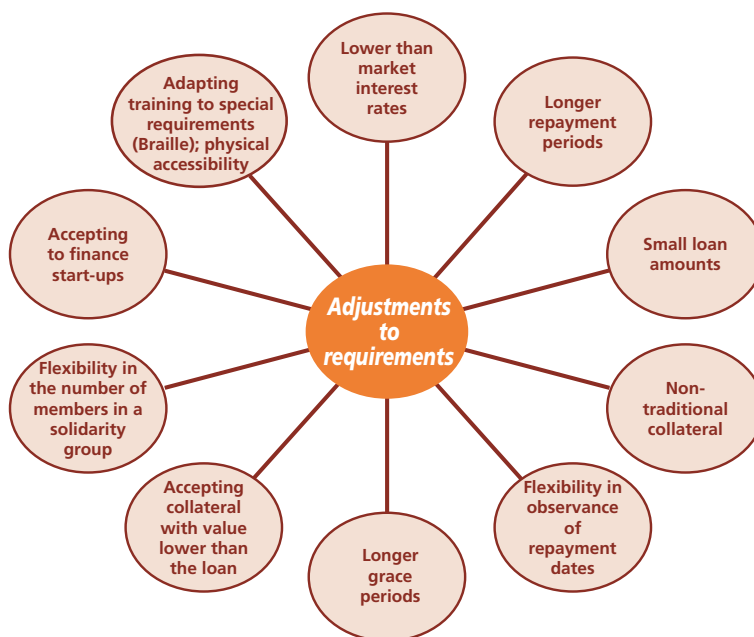 Lower than
market
interest
rates
Longer
repayment
periods
Small loan
amounts
Non-
traditional
collateral
Flexibility in
observance
of
repayment
dates
Longer
grace
periods
Accepting
collateral
with value
lower than
the loan
Flexibility in
the number of
members in a
solidarity
group
Accepting
to finance
start-ups
Adapting
training to special
requirements
(Braille); physical
accessibility
Adjustments
to
requirements